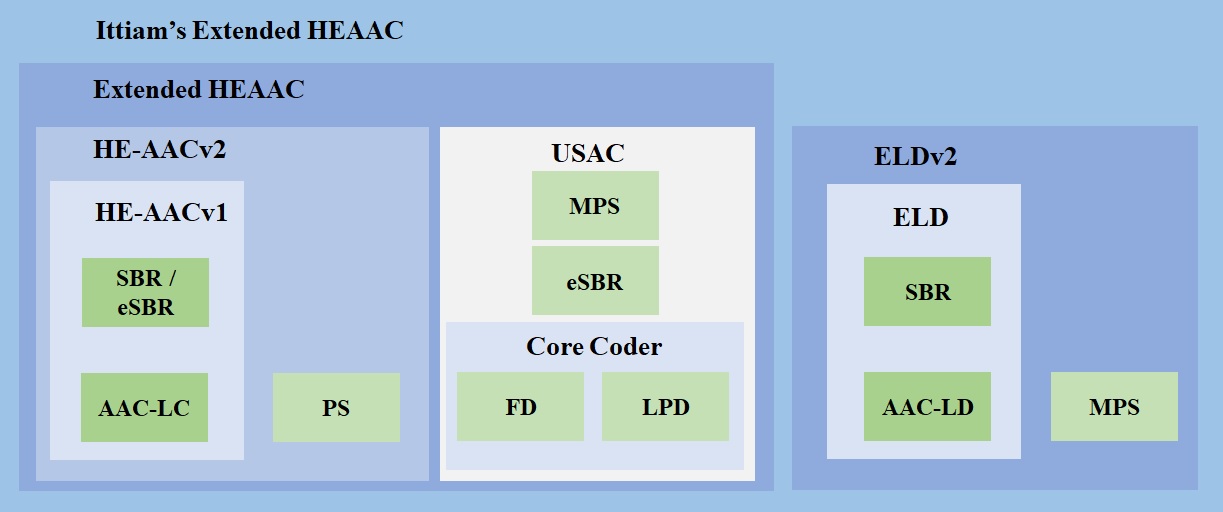 Ittiam's Extended HEAAC
Extended HEAAC
HE-AACv2
HE-AACv1
SBR /
eSBR
AAC-LC
PS
USAC
MPS
eSBR
Core Coder
FD
LPD
ELDv2
ELD
SBR
AAC-LD
MPS